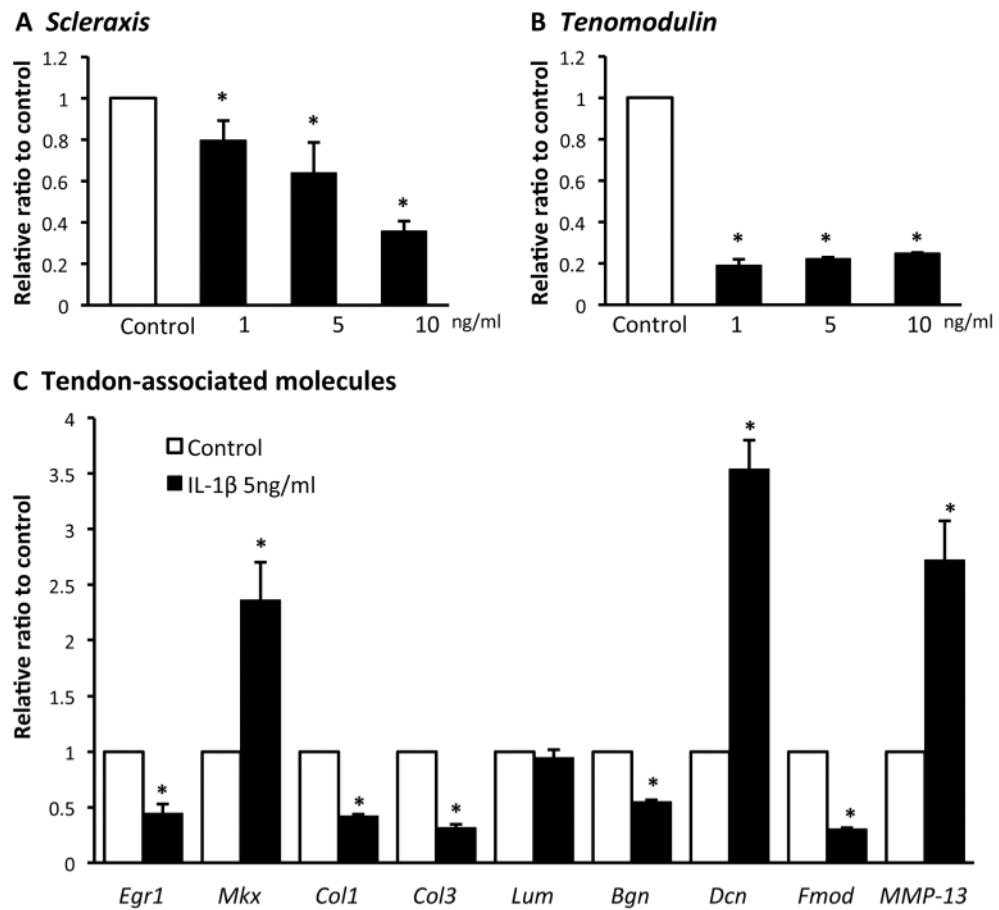 A Scleraxis
Relative ratio to control
1.2
1
0.8
0.6
0.4
0.2
0
*
*
*
Control 1 5 10 ng/ml
B Tenomodulin
Relative ratio to control
1.2
1
0.8
0.6
0.4
0.2
0
* * *
Control 1 5 10 ng/ml
C Tendon-associated molecules
Relative ratio to control
4
3.5
3
2.5
2
1.5
1
0.5
0
Control
IL-1β 5ng/ml
* * * * * * * *
Egr1 Mkx Col1 Col3 Lum Bgn Dcn Fmod MMP-13